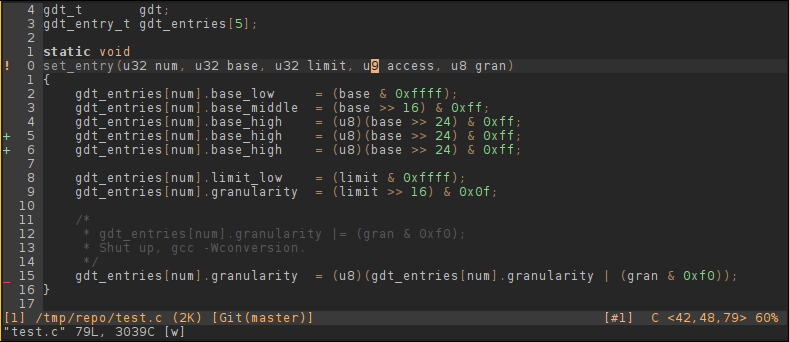 4 gdt_t       gdt;
3 gdt_entry_t gdt_entries[5];
1 static void
! 0 set_entry(u32 num, u32 base, u32 limit, u9 access, u8 gran)
1 {
2     gdt_entries[num].base_low     = (base & 0xffff);
3     gdt_entries[num].base_middle  = (base >> 16) & 0xff;
4     gdt_entries[num].base_high    = (u8)(base >> 24) & 0xff;
+ 5     gdt_entries[num].base_high    = (u8)(base >> 24) & 0xff;
+ 6     gdt_entries[num].base_high    = (u8)(base >> 24) & 0xff;
7
8     gdt_entries[num].limit_low    = (limit & 0xffff);
9     gdt_entries[num].granularity  = (limit >> 16) & 0x0f;
10
11     /*
12      * gdt_entries[num].granularity |= (gran & 0xf0);
13      * Shut up, gcc -Wconversion.
14      */
_ 15     gdt_entries[num].granularity  = (u8)(gdt_entries[num].granularity | (gran & 0xf0));
16 }
17
[1] /tmp/repo/test.c (2K) [Git(master)] [#1]  C <42,48,79> 60%
"test.c" 79L, 3039C [w]